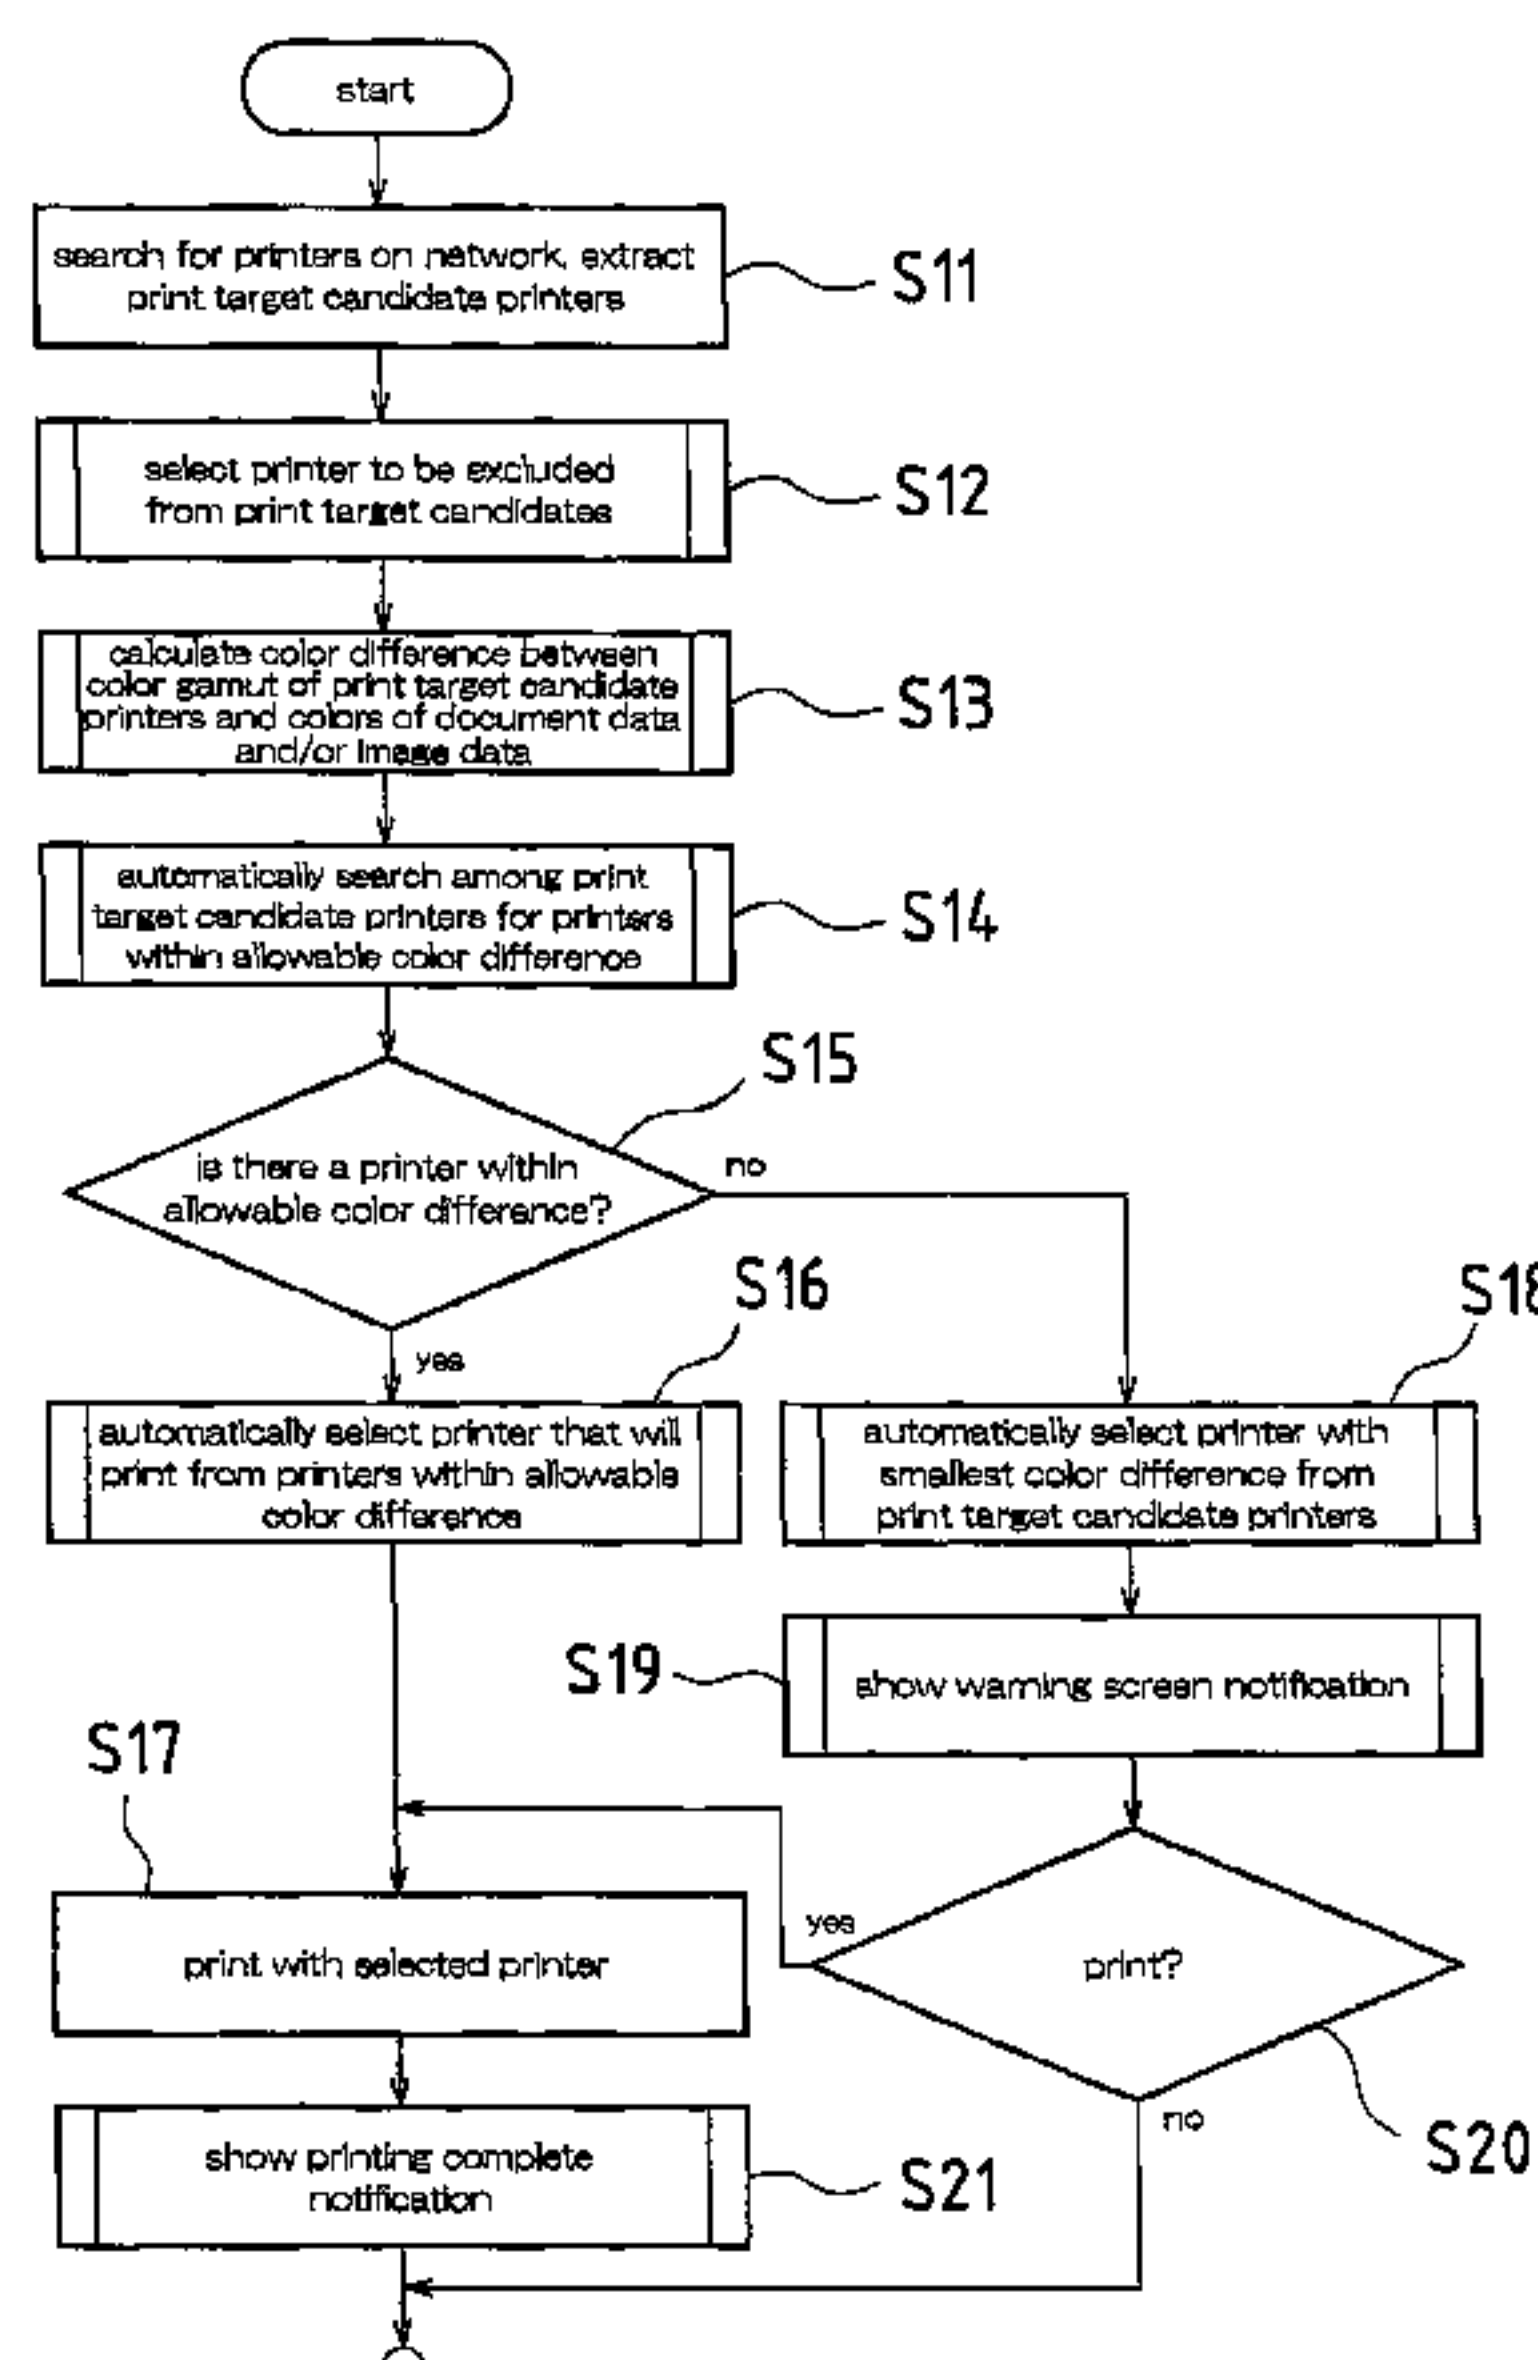 start
search for printers on network, extract
print target candidate printers
S11
select printer to be excluded
from print target candidates
S12
calculate color difference between
color gamut of print target candidate
printers and colors of document data
and/or image data
S13
automatically search among print
target candidate printers for printers
within allowable color difference
S14
S15
is there a printer within
allowable color difference?
no
yes
S16
automatically select printer that will
print from printers within allowable
color difference
S18
automatically select printer with
smallest color difference from
print target candidate printers
S19
show warning screen notification
S17
print with selected printer
yes
print?
no
S20
show printing complete
notification
S21